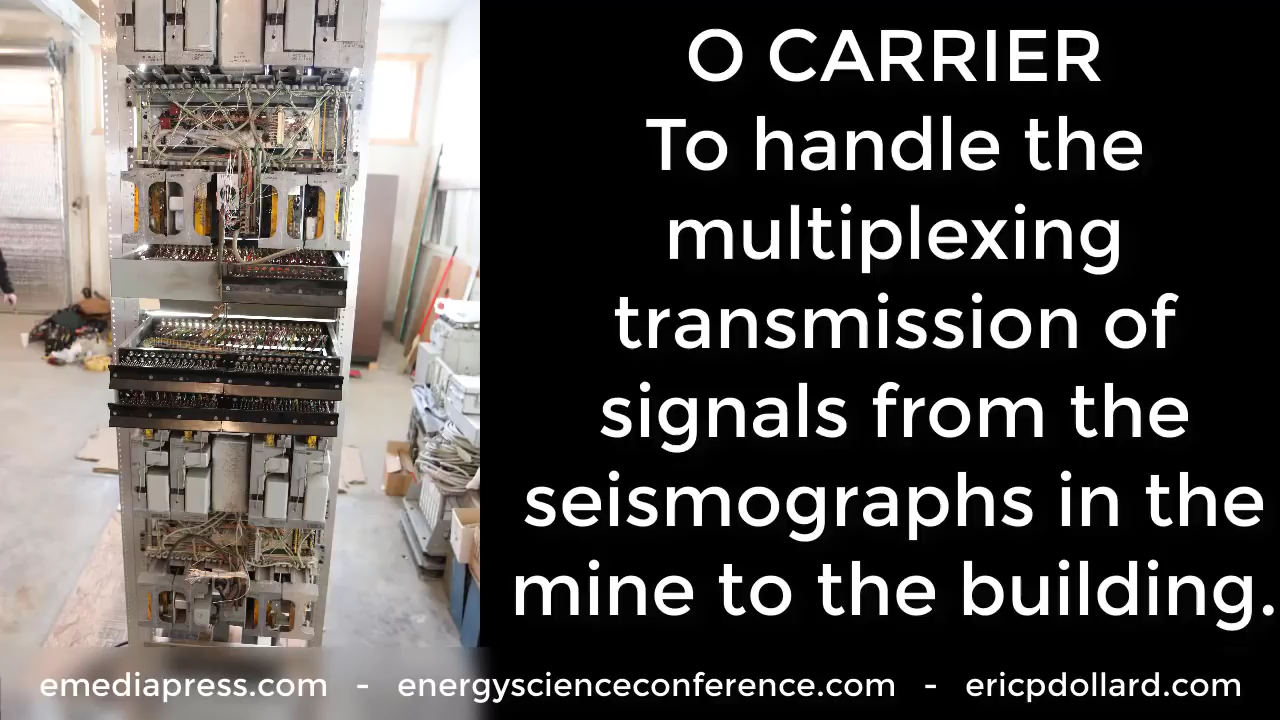 O CARRIER
To handle the
multiplexing
transmission of
signals from the
seismographs in the
mine to the building.
emediapress.com - energyscienceconference.com - ericpdollard.com